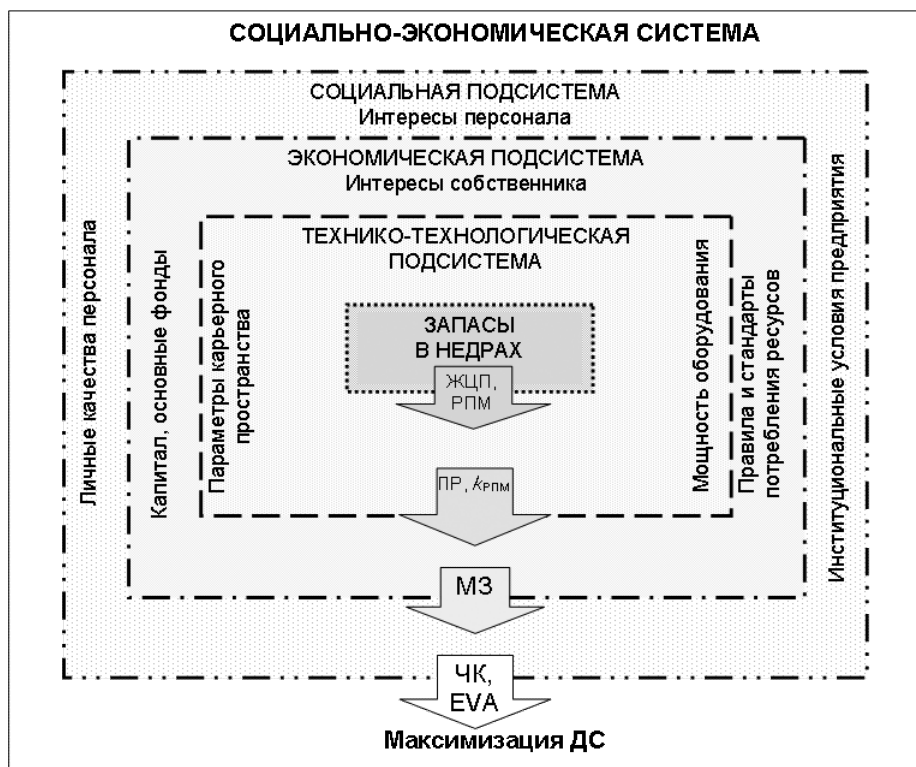 СОЦИАЛЬНО-ЭКОНОМИЧЕСКАЯ СИСТЕМА
СОЦИАЛЬНАЯ ПОДСИСТЕМА
Интересы персонала
ЭКОНОМИЧЕСКАЯ ПОДСИСТЕМА
Интересы собственника
ТЕХНИКО-ТЕХНОЛОГИЧЕСКАЯ
ПОДСИСТЕМА
Личные качества персонала
Капитал, основные фонды
Параметры карьерного
пространства
ЗАПАСЫ
В НЕДРАХ
ЖЦП,
РПМ
ПР, kРПМ
МЗ
ЧК,
EVA
Мощность оборудования
Правила и стандарты
потребления ресурсов
Институциональные условия предприятия
Максимизация ДС